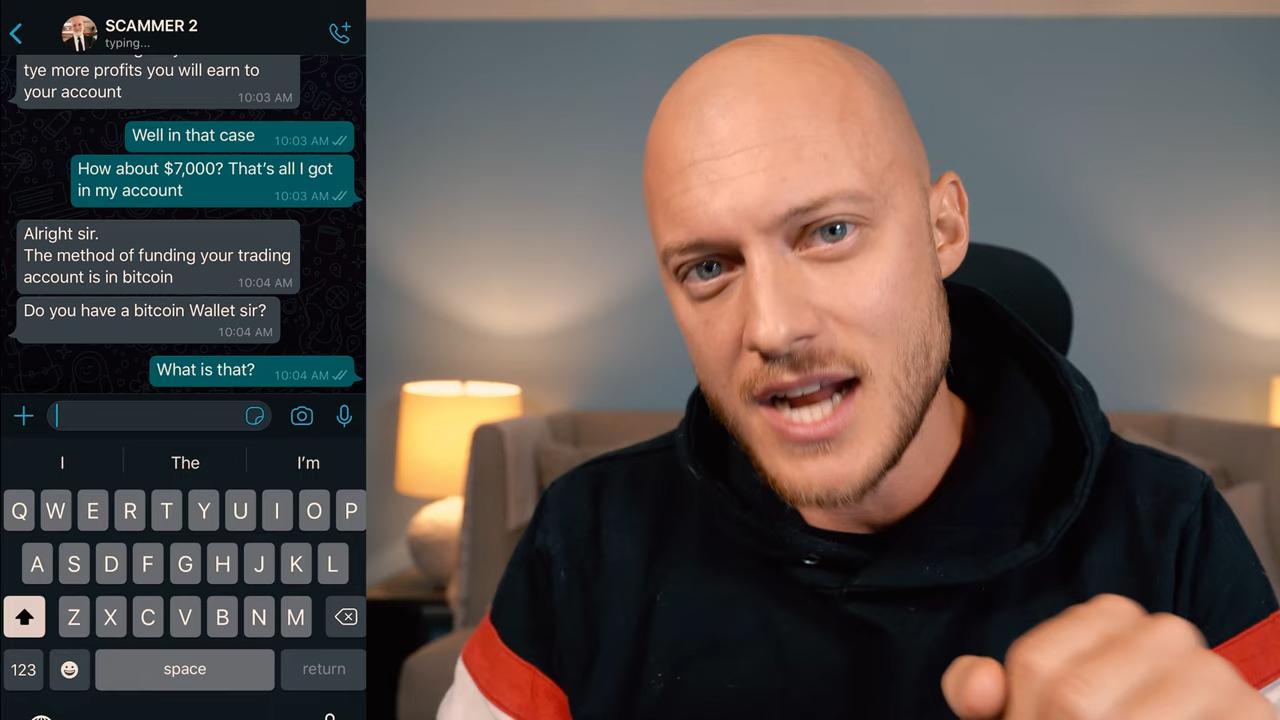 SCAMMER 2
typing...
tye more profits you will earn to
your account
10:03 AM
Well in that case
10:03 AM
How about $7,000? That's all I got
in my account
10:03 AM
Alright sir.
The method of funding your trading
account is in bitcoin
10:04 AM
Do you have a bitcoin Wallet sir?
10:04 AM
What is that?
10:04 AM
I
The
I'm
Q W E R T Y U I O P
A S D F G H J K L
Z X C V B N M
123
space
return